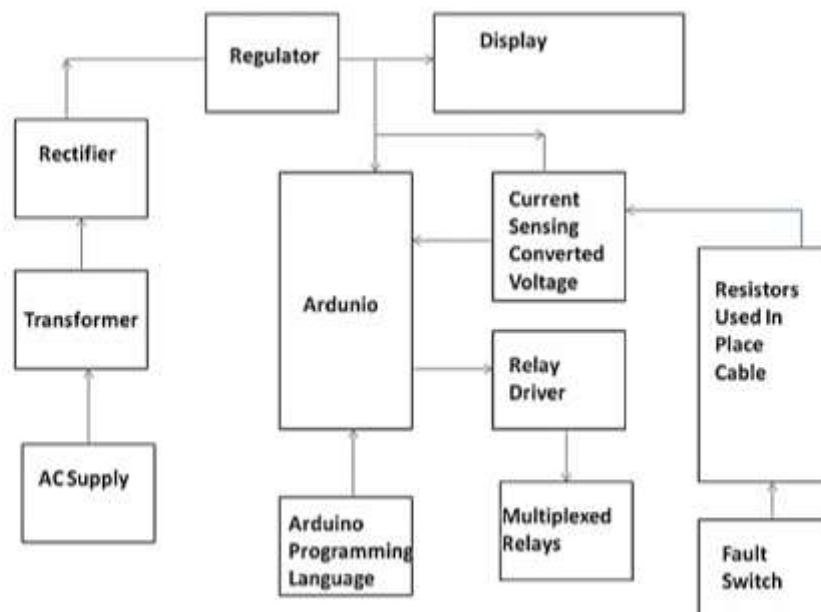 Regulator
Display
Rectifier
Current
Sensing
Converted
Voltage
Transformer
Ardunio
Resistors
Used In
Place
Cable
Relay
Driver
AC Supply
Arduino
Programming
Language
Multiplexed
Relays
Fault
Switch